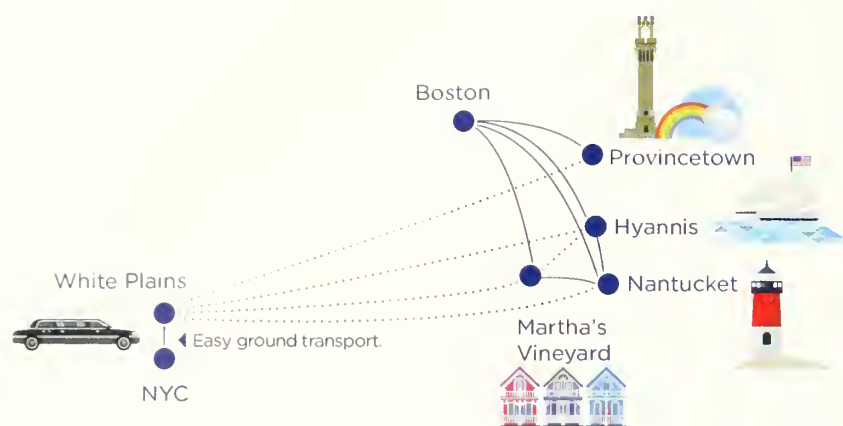 Boston
Provincetown
Hyannis
White Plains
Nantucket
Easy ground transport.
Martha's
Vineyard
NYC